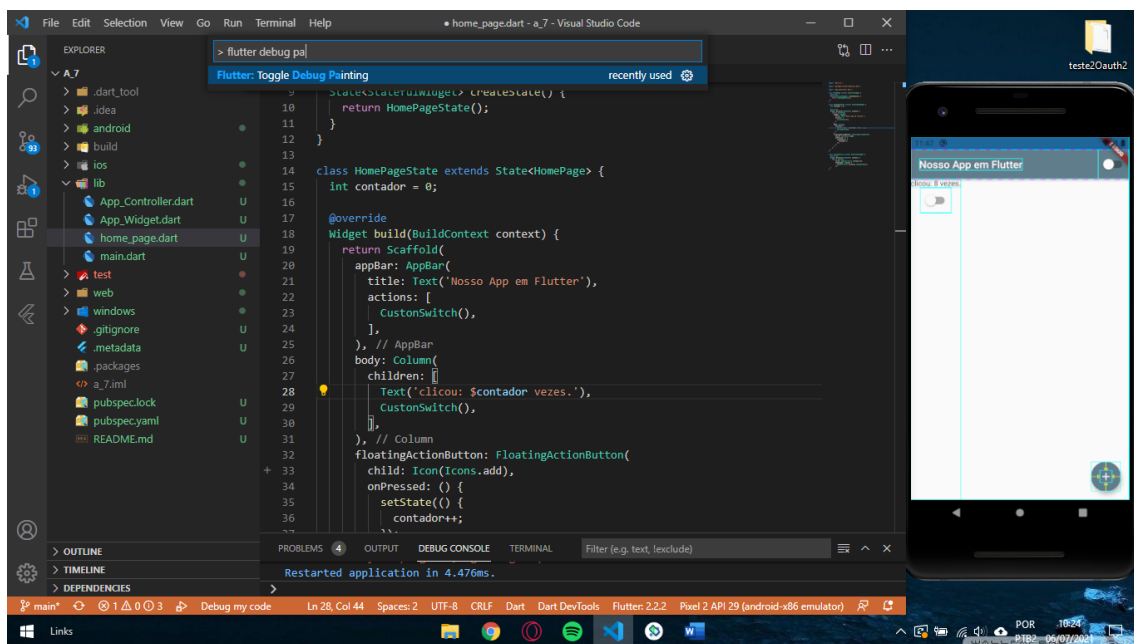 File Edit Selection View Go Run Terminal Help
● home_page.dart - a_7 - Visual Studio Code
EXPLORER
> flutter debug pa
Flutter: Toggle Debug Painting
recently used
A_7
.dart_tool
.idea
android
build
ios
lib
App_Controller.dart U
App_Widget.dart U
home_page.dart U
main.dart U
test
web
windows
.gitignore U
.metadata U
.packages
a_7.iml
pubspec.lock U
pubspec.yaml U
README.md U
OUTLINE
TIMELINE
DEPENDENCIES
1
93
1
9 State<StatefulWidget> createState() {
10 return HomePageState();
11 }
12 }
13
14 class HomePageState extends State<HomePage> {
15 int contador = 0;
16
17 @override
18 Widget build(BuildContext context) {
19 return Scaffold(
20 appBar: AppBar(
21 title: Text('Nosso App em Flutter'),
22 actions: [
23 CustonSwitch(),
24 ],
25 ), // AppBar
26 body: Column(
27 children: [
28 Text('clicou: $contador vezes.'),
29 CustonSwitch(),
30 ],
31 ), // Column
32 floatingActionButton: FloatingActionButton(
33 child: Icon(Icons.add),
34 onPressed: () {
35 setState(() {
36 contador++;
37 });
PROBLEMS 4 OUTPUT DEBUG CONSOLE TERMINAL Filter (e.g. text, !exclude)
Restarted application in 4.476ms.
>
main* 1 0 3 Debug my code Ln 28, Col 44 Spaces: 2 UTF-8 CRLF Dart Dart DevTools Flutter: 2.2.2 Pixel 2 API 29 (android-x86 emulator)
teste2Oauth2
11:47
Nosso App em Flutter
clicou: 8 vezes.
Links
POR
PTB2
10:24
06/07/2021